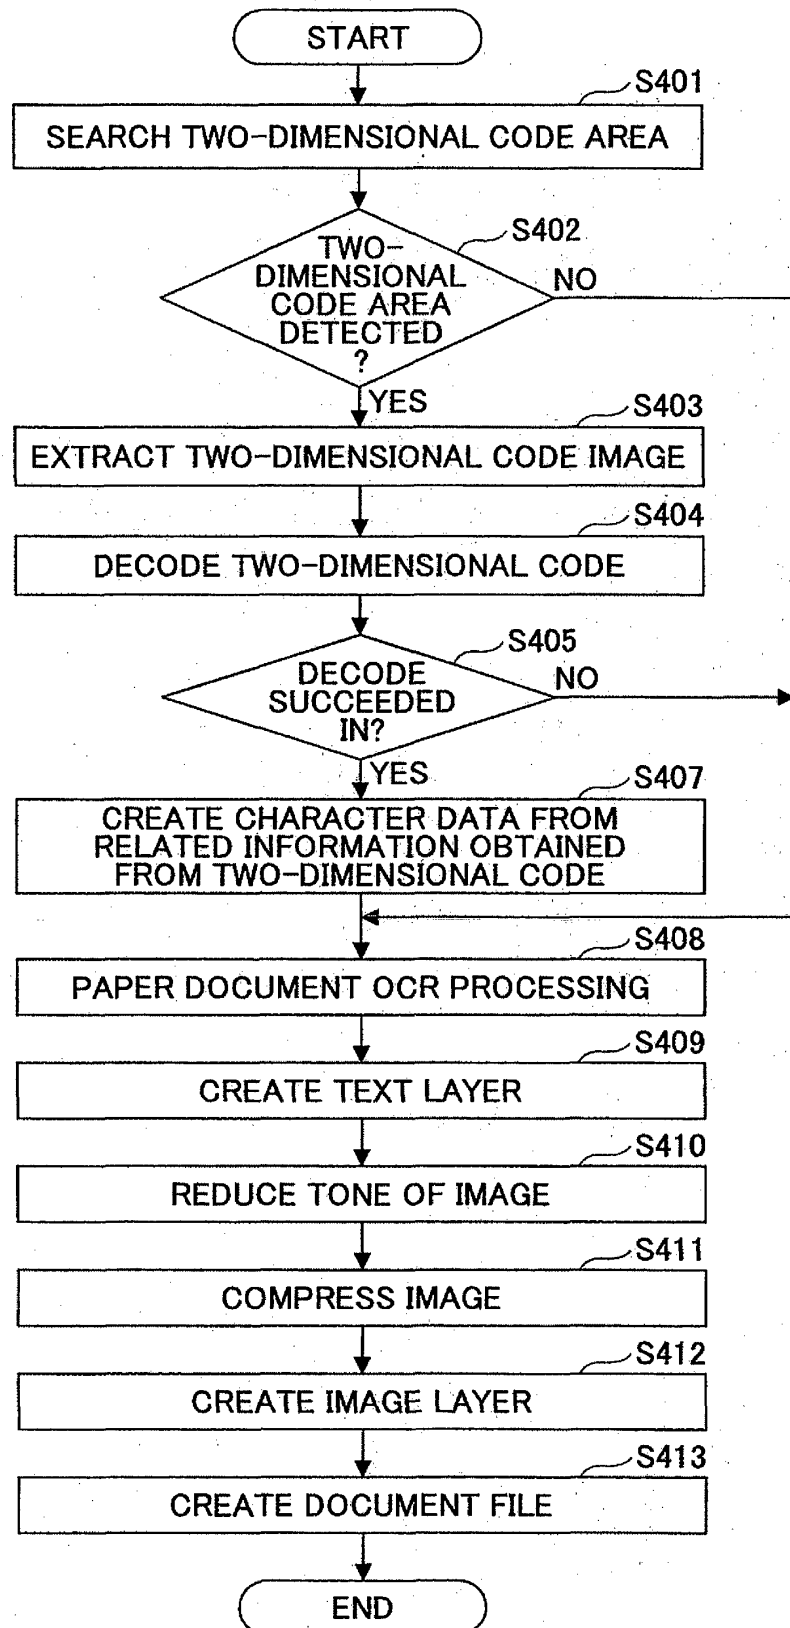 START
S401
SEARCH TWO-DIMENSIONAL CODE AREA
S402
TWO-
DIMENSIONAL
CODE AREA
DETECTED
?
NO
YES
S403
EXTRACT TWO-DIMENSIONAL CODE IMAGE
S404
DECODE TWO-DIMENSIONAL CODE
S405
DECODE
SUCCEEDED
IN?
NO
YES
S407
CREATE CHARACTER DATA FROM
RELATED INFORMATION OBTAINED
FROM TWO-DIMENSIONAL CODE
S408
PAPER DOCUMENT OCR PROCESSING
S409
CREATE TEXT LAYER
S410
REDUCE TONE OF IMAGE
S411
COMPRESS IMAGE
S412
CREATE IMAGE LAYER
S413
CREATE DOCUMENT FILE
END